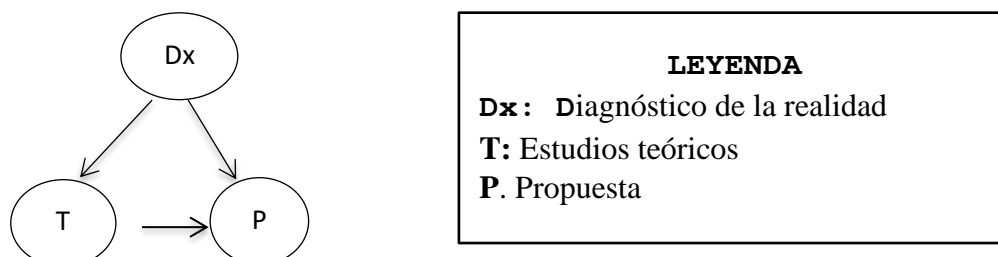 Dx
T
P
LEYENDA
Dx: Diagnóstico de la realidad
T: Estudios teóricos
P. Propuesta